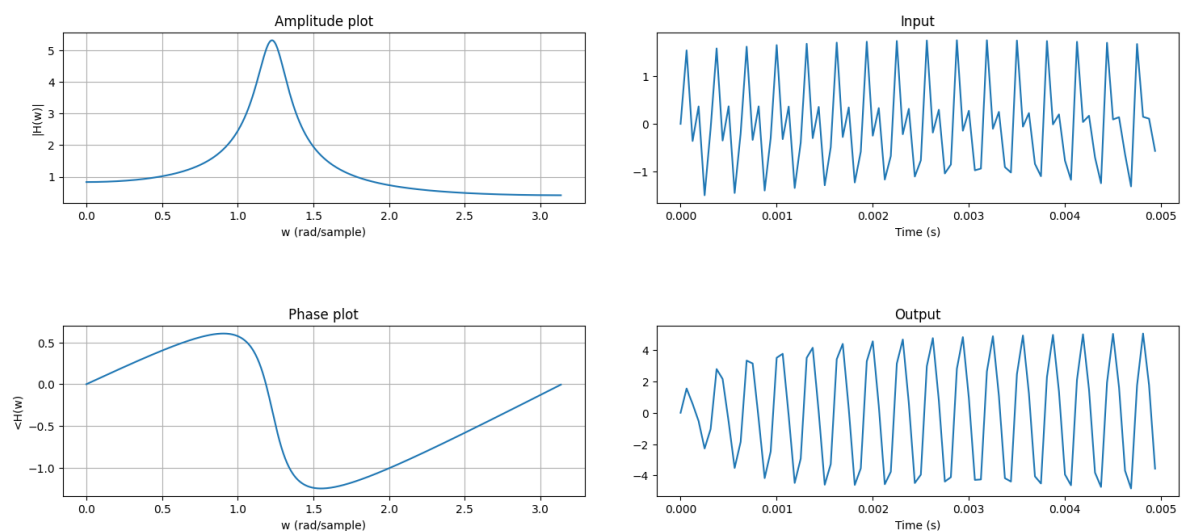 Amplitude plot
|H(w)|
5
4
3
2
1
0.0 0.5 1.0 1.5 2.0 2.5 3.0
w (rad/sample)
Input
1
0
−1
0.000 0.001 0.002 0.003 0.004 0.005
Time (s)
Phase plot
<H(w)
0.5
0.0
−0.5
−1.0
0.0 0.5 1.0 1.5 2.0 2.5 3.0
w (rad/sample)
Output
4
2
0
−2
−4
0.000 0.001 0.002 0.003 0.004 0.005
Time (s)